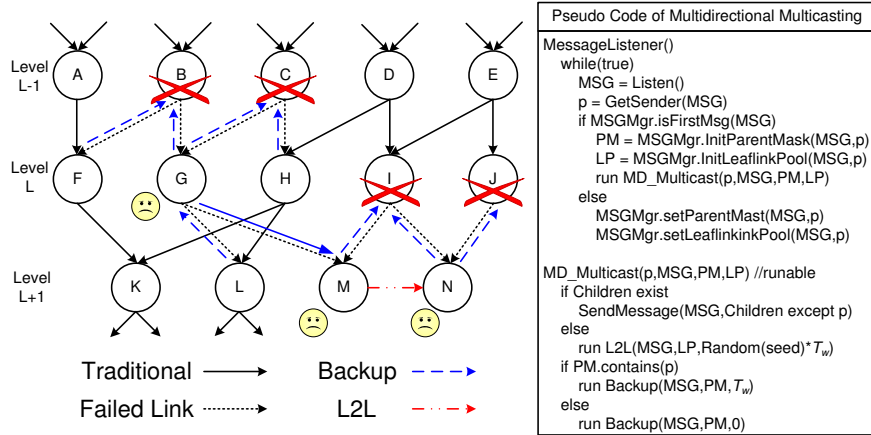 Level
L-1
A
B
C
D
E
Level
L
F
G
H
I
J
Level
L+1
K
L
M
N
Traditional
Backup
Failed Link
L2L
Pseudo Code of Multidirectional Multicasting
MessageListener()
while(true)
MSG = Listen()
p = GetSender(MSG)
if MSGMgr.isFirstMsg(MSG)
PM = MSGMgr.InitParentMask(MSG,p)
LP = MSGMgr.InitLeaflinkPool(MSG,p)
run MD_Multicast(p,MSG,PM,LP)
else
MSGMgr.setParentMast(MSG,p)
MSGMgr.setLeaflinkinkPool(MSG,p)
MD_Multicast(p,MSG,PM,LP) //runable
if Children exist
SendMessage(MSG,Children except p)
else
run L2L(MSG,LP,Random(seed)*Tw)
if PM.contains(p)
run Backup(MSG,PM,Tw)
else
run Backup(MSG,PM,0)